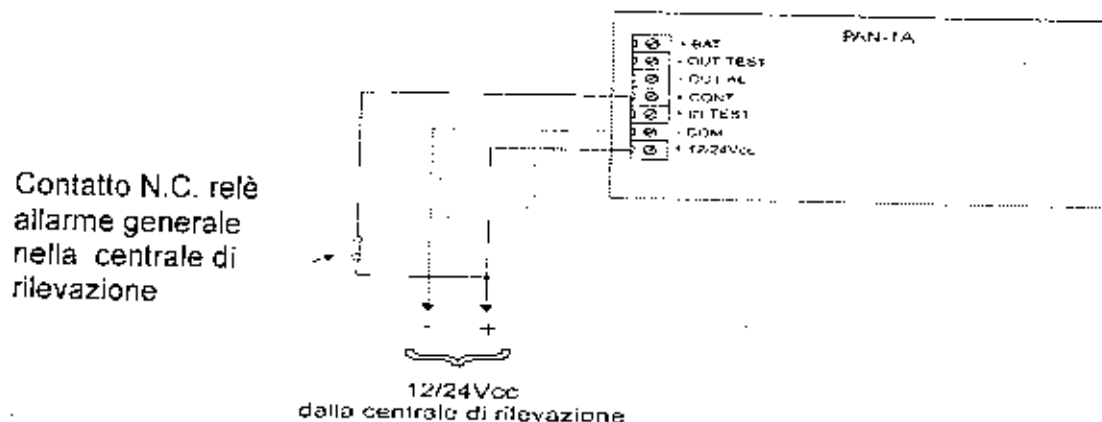 PAN-1A
+ BAT
- OUT TEST
- OUT AL
+ CONT
+ IN TEST
- COM
+ 12/24Vcc
Contatto N.C. relè
allarme generale
nella centrale di
rilevazione
- +
12/24Vcc
dalla centrale di rilevazione